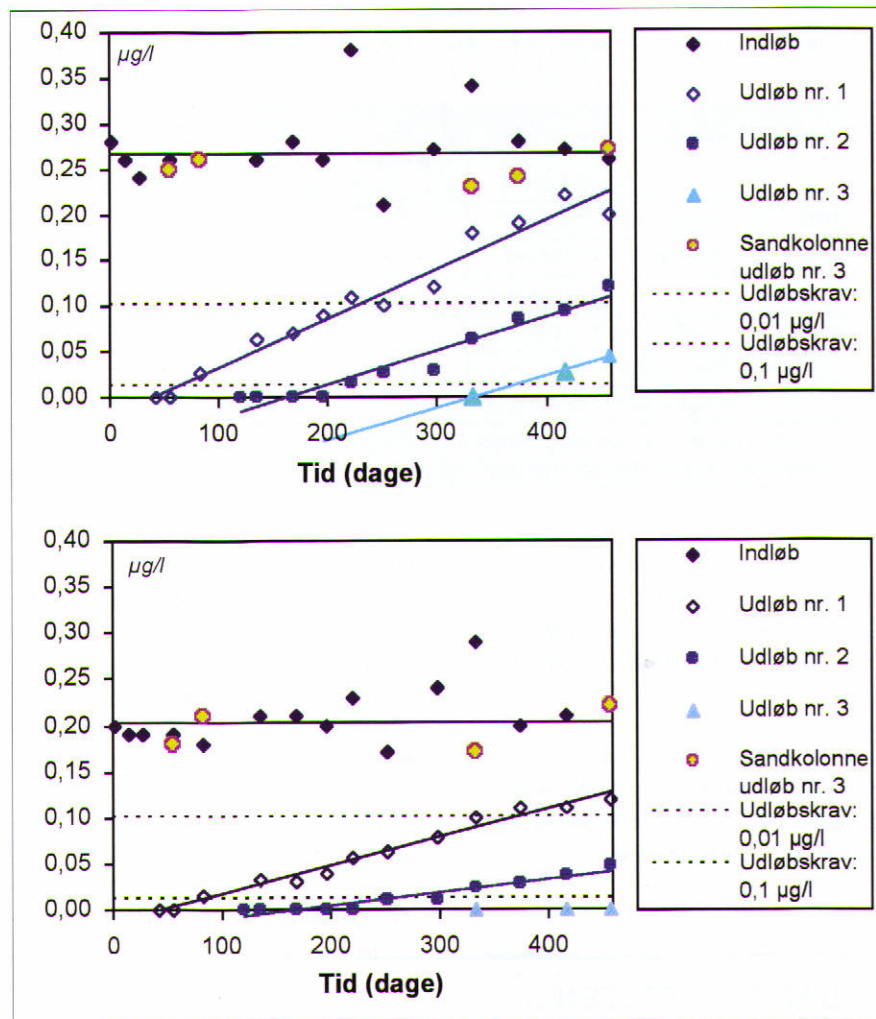 µg/l
0,40
0,35
0,30
0,25
0,20
0,15
0,10
0,05
0,00
0 100 200 300 400
Tid (dage)
Indløb
Udløb nr. 1
Udløb nr. 2
Udløb nr. 3
Sandkolonne
udløb nr. 3
Udløbskrav:
0,01 µg/l
Udløbskrav:
0,1 µg/l
µg/l
0,40
0,35
0,30
0,25
0,20
0,15
0,10
0,05
0,00
0 100 200 300 400
Tid (dage)
Indløb
Udløb nr. 1
Udløb nr. 2
Udløb nr. 3
Sandkolonne
udløb nr. 3
Udløbskrav:
0,01 µg/l
Udløbskrav:
0,1 µg/l